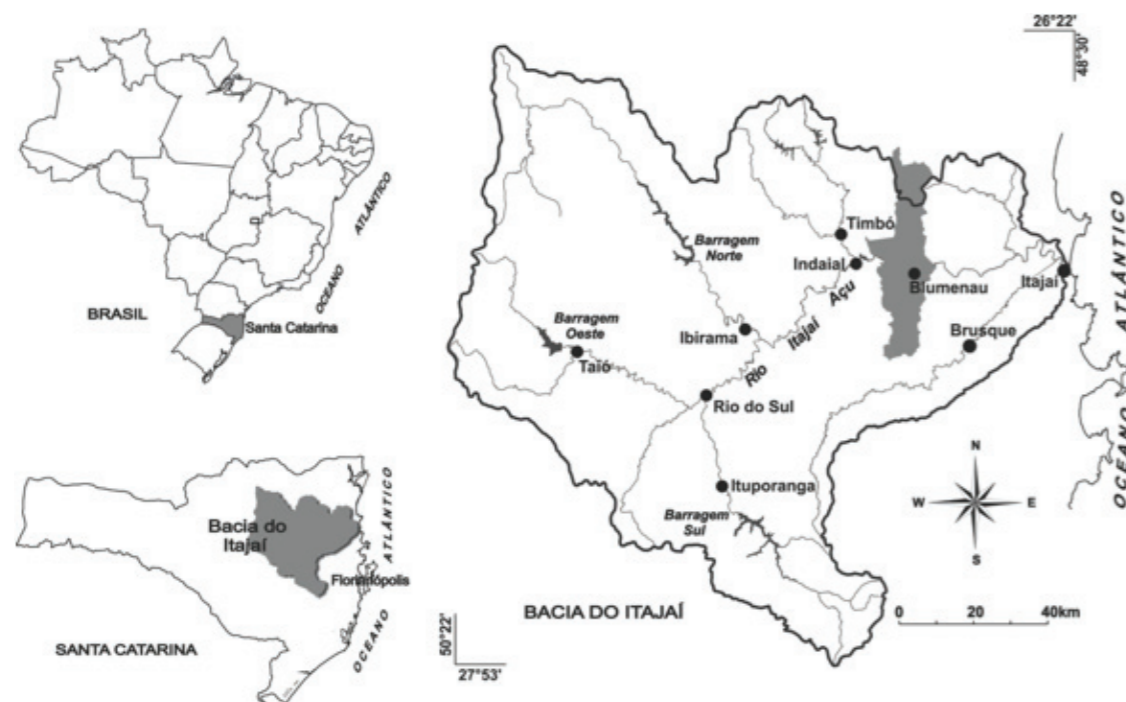 BRASIL
Santa Catarina
OCEANO ATLÂNTICO
SANTA CATARINA
Bacia do
Itajaí
Florianópolis
OCEANO ATLÂNTICO
26°22'
48°30'
Timbó
Indaial
Blumenau
Itajaí
Brusque
Barragem
Norte
Ibirama
Rio Itajaí Açu
Barragem
Oeste
Taió
Rio do Sul
Ituporanga
Barragem
Sul
BACIA DO ITAJAÍ
50°22'
27°53'
OCEANO ATLÂNTICO
N
W
E
S
0 20 40km